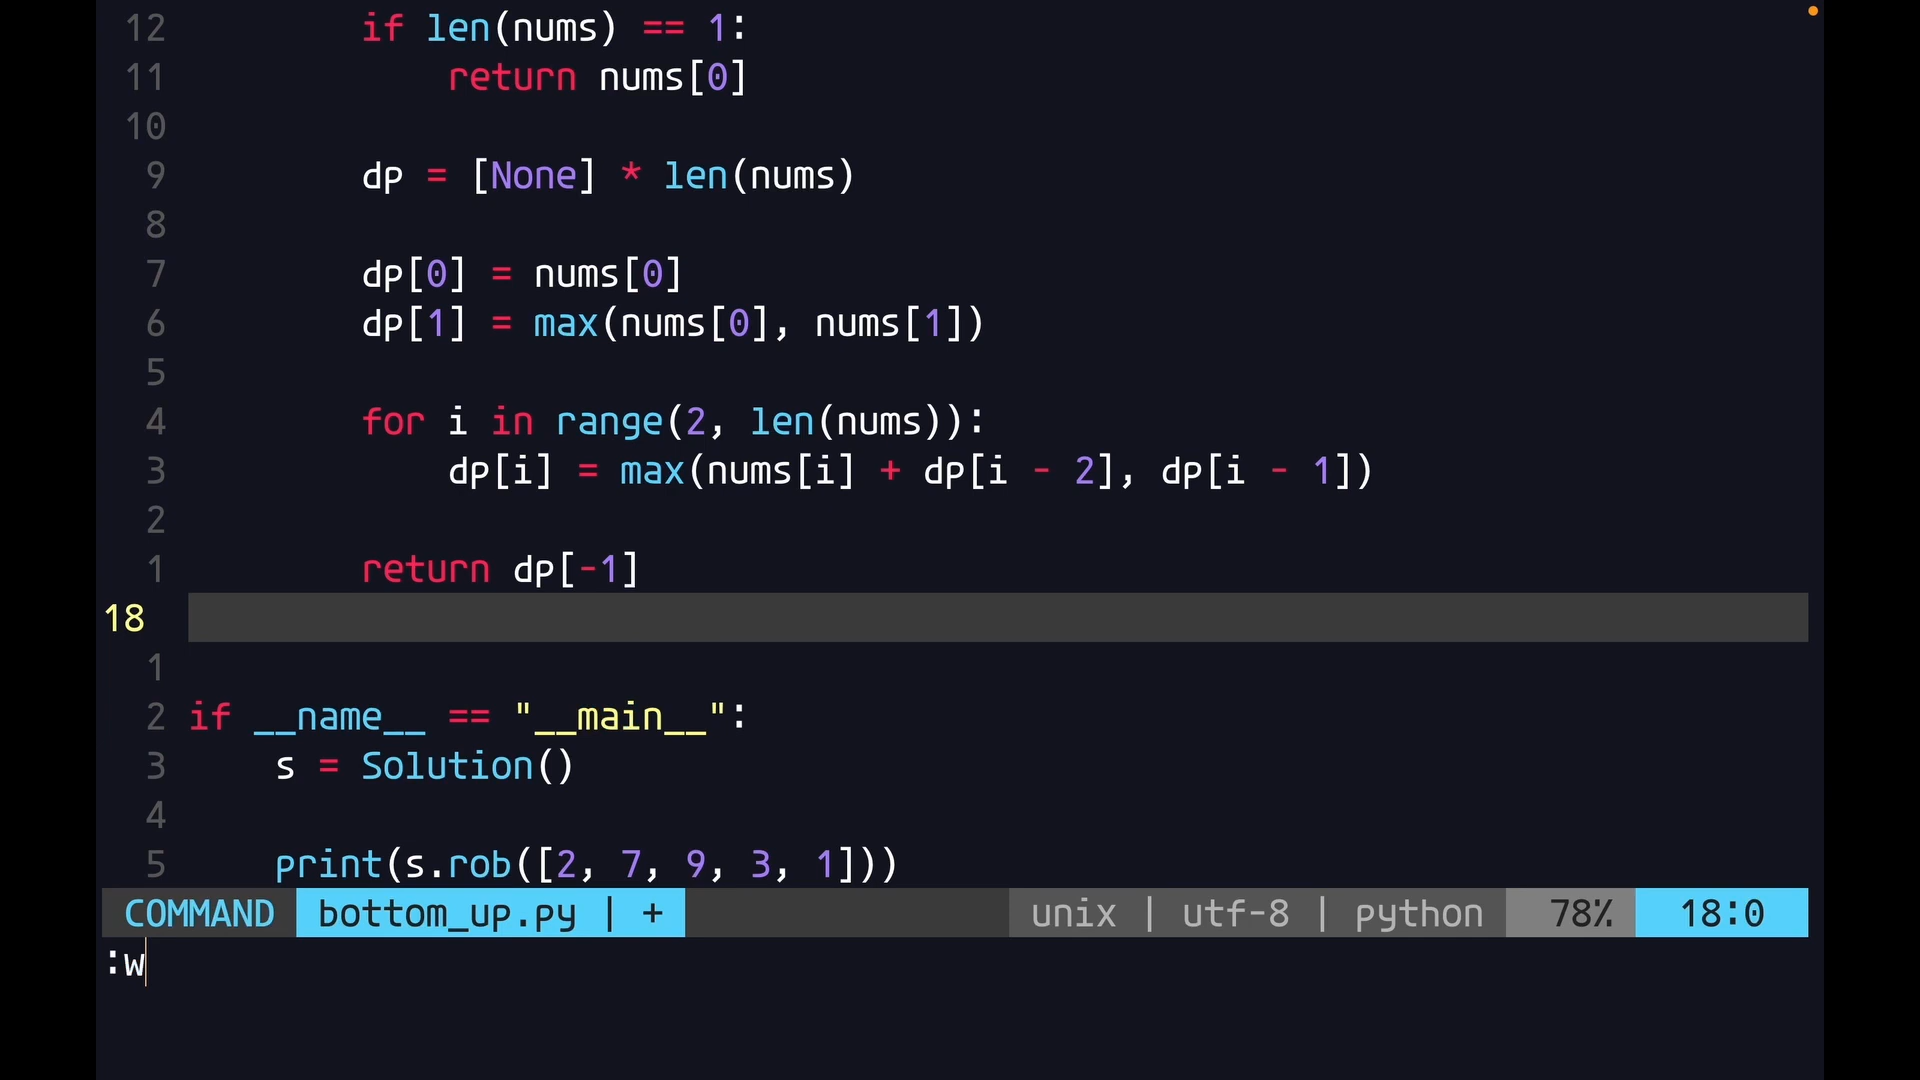 12 if len(nums) == 1:
11 return nums[0]
10
9 dp = [None] * len(nums)
8
7 dp[0] = nums[0]
6 dp[1] = max(nums[0], nums[1])
5
4 for i in range(2, len(nums)):
3 dp[i] = max(nums[i] + dp[i - 2], dp[i - 1])
2
1 return dp[-1]
18
1
2 if __name__ == "__main__":
3 s = Solution()
4
5 print(s.rob([2, 7, 9, 3, 1]))
COMMAND bottom_up.py | + unix | utf-8 | python 78% 18:0
:w